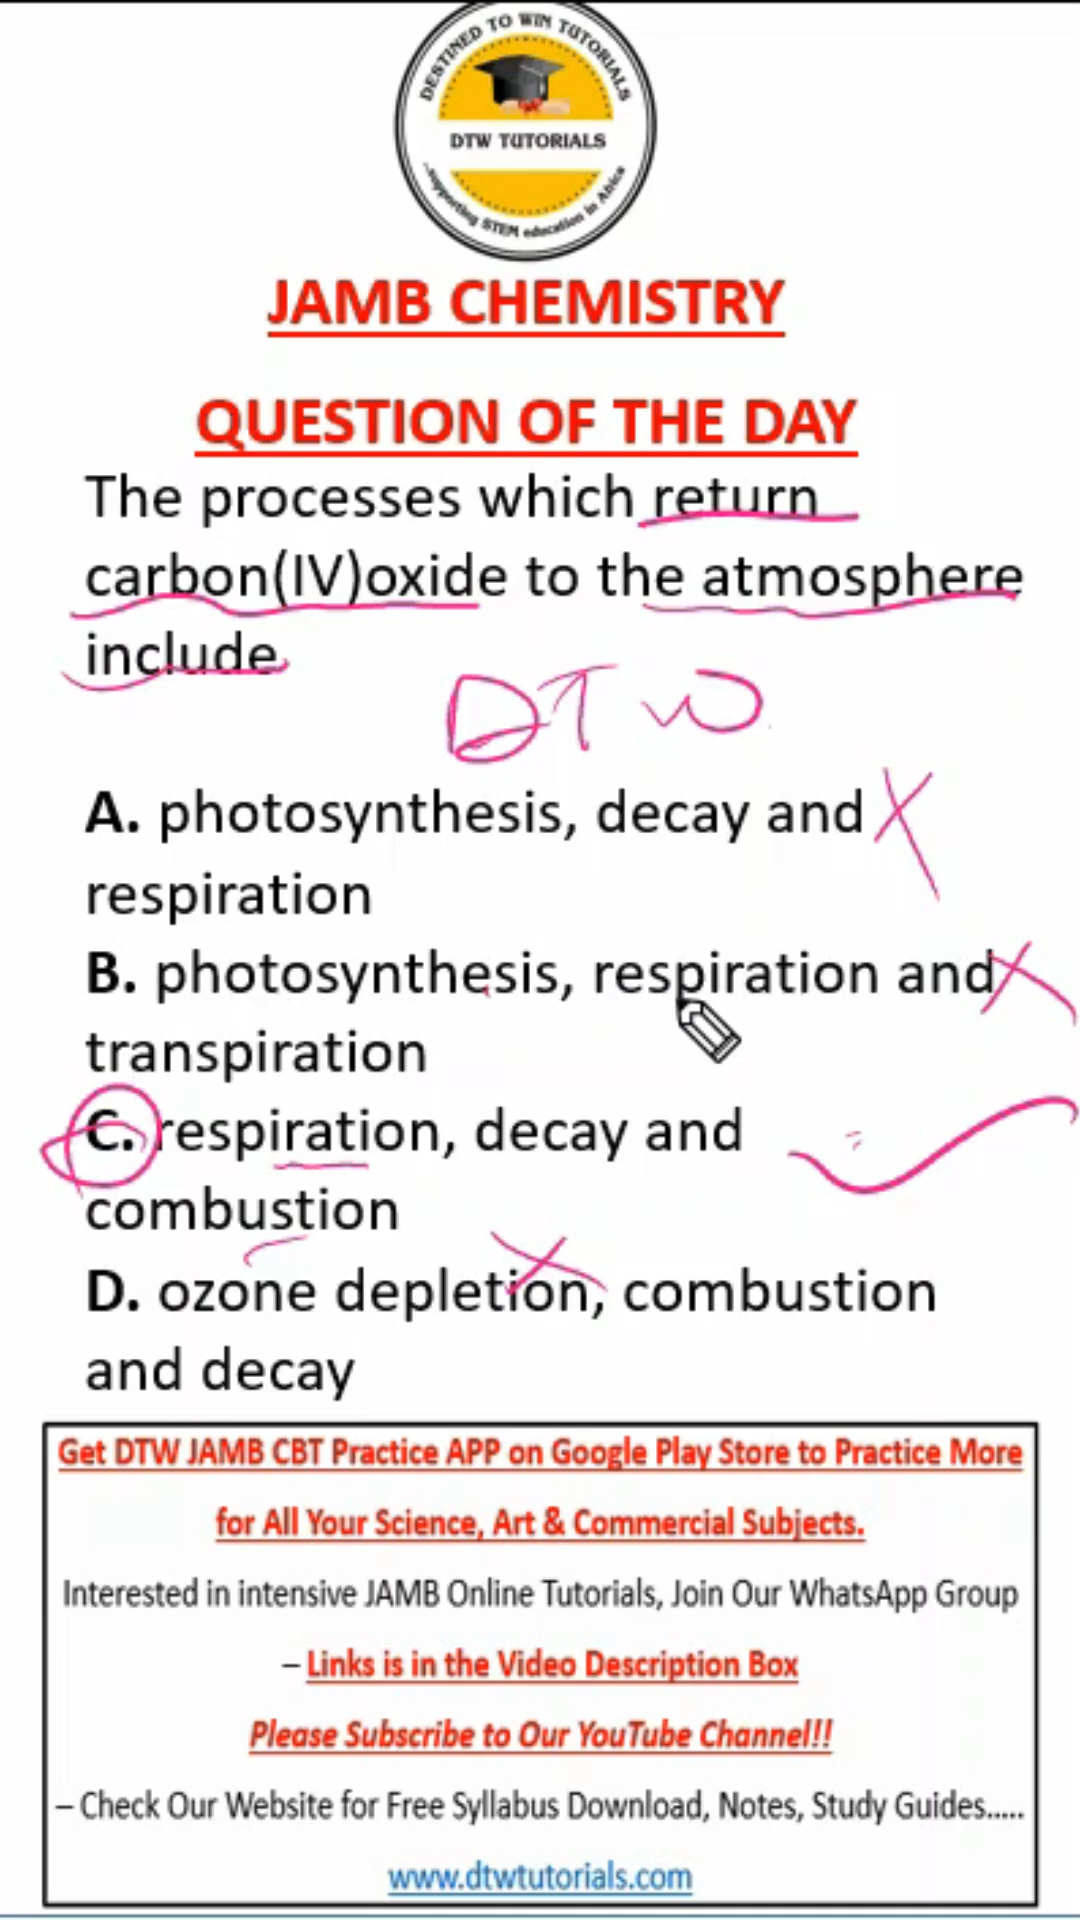 DESTINED TO WIN TUTORIALS
DTW TUTORIALS
...supporting STEM education in Africa
JAMB CHEMISTRY
QUESTION OF THE DAY
The processes which return
carbon(IV)oxide to the atmosphere
include
DTW
A. photosynthesis, decay and
respiration
B. photosynthesis, respiration and
transpiration
C. respiration, decay and
combustion
D. ozone depletion, combustion
and decay
Get DTW JAMB CBT Practice APP on Google Play Store to Practice More
for All Your Science, Art & Commercial Subjects.
Interested in intensive JAMB Online Tutorials, Join Our WhatsApp Group
– Links is in the Video Description Box
Please Subscribe to Our YouTube Channel!!
– Check Our Website for Free Syllabus Download, Notes, Study Guides.....
www.dtwtutorials.com